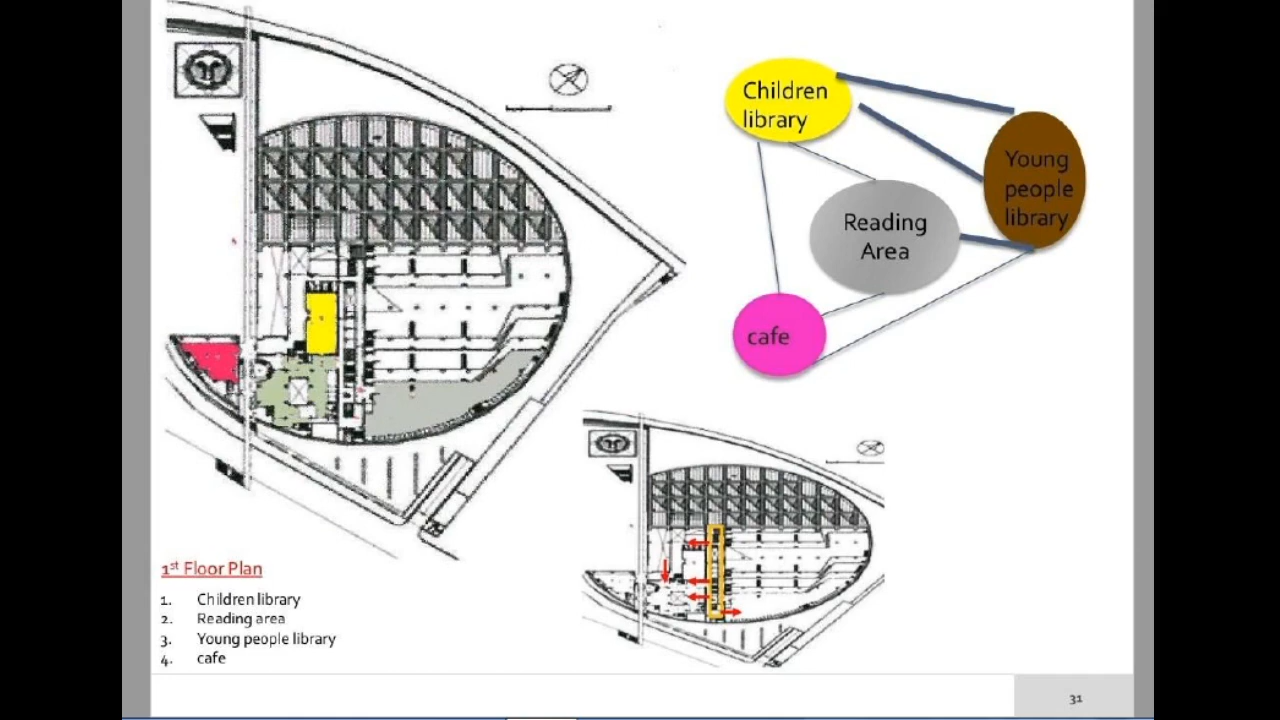 Children
library
Young
people
library
Reading
Area
cafe
1st Floor Plan
1. Children library
2. Reading area
3. Young people library
4. cafe
31